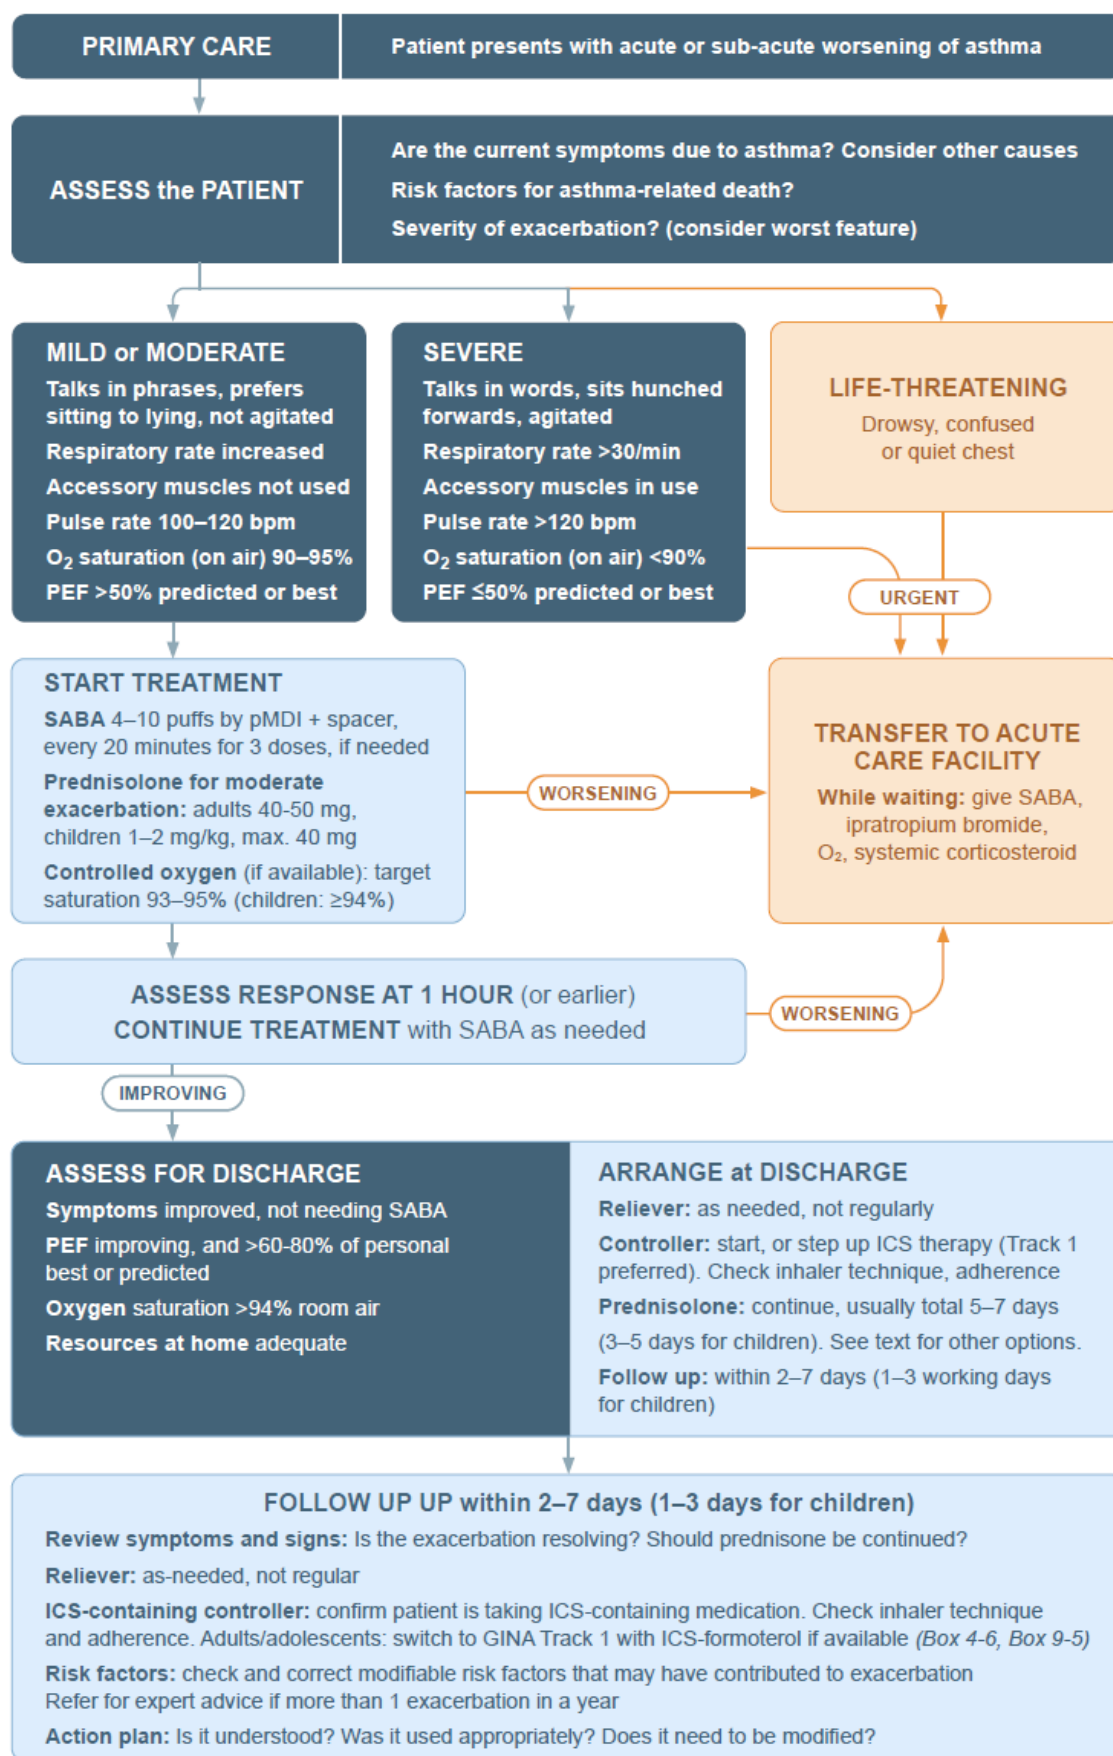 PRIMARY CARE
Patient presents with acute or sub-acute worsening of asthma
ASSESS the PATIENT
Are the current symptoms due to asthma? Consider other causes
Risk factors for asthma-related death?
Severity of exacerbation? (consider worst feature)
MILD or MODERATE
Talks in phrases, prefers
sitting to lying, not agitated
Respiratory rate increased
Accessory muscles not used
Pulse rate 100–120 bpm
O₂ saturation (on air) 90–95%
PEF >50% predicted or best
SEVERE
Talks in words, sits hunched
forwards, agitated
Respiratory rate >30/min
Accessory muscles in use
Pulse rate >120 bpm
O₂ saturation (on air) <90%
PEF ≤50% predicted or best
LIFE-THREATENING
Drowsy, confused
or quiet chest
URGENT
START TREATMENT
SABA 4–10 puffs by pMDI + spacer,
every 20 minutes for 3 doses, if needed
Prednisolone for moderate
exacerbation: adults 40-50 mg,
children 1–2 mg/kg, max. 40 mg
Controlled oxygen (if available): target
saturation 93–95% (children: ≥94%)
WORSENING
TRANSFER TO ACUTE
CARE FACILITY
While waiting: give SABA,
ipratropium bromide,
O₂, systemic corticosteroid
ASSESS RESPONSE AT 1 HOUR (or earlier)
CONTINUE TREATMENT with SABA as needed
WORSENING
IMPROVING
ASSESS FOR DISCHARGE
Symptoms improved, not needing SABA
PEF improving, and >60-80% of personal
best or predicted
Oxygen saturation >94% room air
Resources at home adequate
ARRANGE at DISCHARGE
Reliever: as needed, not regularly
Controller: start, or step up ICS therapy (Track 1
preferred). Check inhaler technique, adherence
Prednisolone: continue, usually total 5–7 days
(3–5 days for children). See text for other options.
Follow up: within 2–7 days (1–3 working days
for children)
FOLLOW UP UP within 2–7 days (1–3 days for children)
Review symptoms and signs: Is the exacerbation resolving? Should prednisone be continued?
Reliever: as-needed, not regular
ICS-containing controller: confirm patient is taking ICS-containing medication. Check inhaler technique
and adherence. Adults/adolescents: switch to GINA Track 1 with ICS-formoterol if available (Box 4-6, Box 9-5)
Risk factors: check and correct modifiable risk factors that may have contributed to exacerbation
Refer for expert advice if more than 1 exacerbation in a year
Action plan: Is it understood? Was it used appropriately? Does it need to be modified?